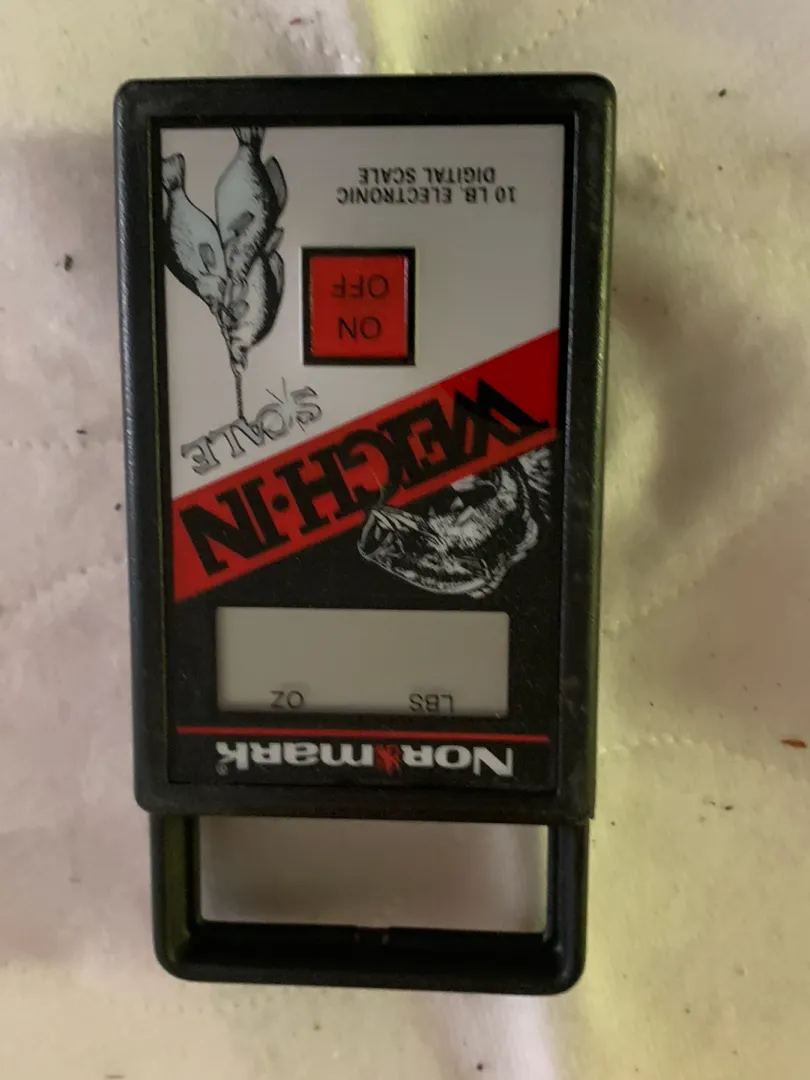 Normark®
LBS OZ
WEIGH-IN
SCALE
ON
OFF
10 LB. ELECTRONIC
DIGITAL SCALE